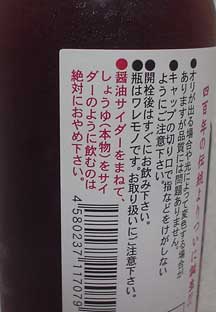 四百年の伝統よりついに
●オリが出る場合や光によって変色する場合が
ありますが品質には問題ありません。
●キャップの切り口で指などをけがしない
ようにご注意下さい。
●開栓後はすぐにお飲み下さい。
●瓶はワレモノです。お取り扱いにご注意下さい。
●醤油サイダーをまねて、
しょうゆ（本物）をサイ
ダーのように飲むのは
絶対におやめ下さい。
4580237117079